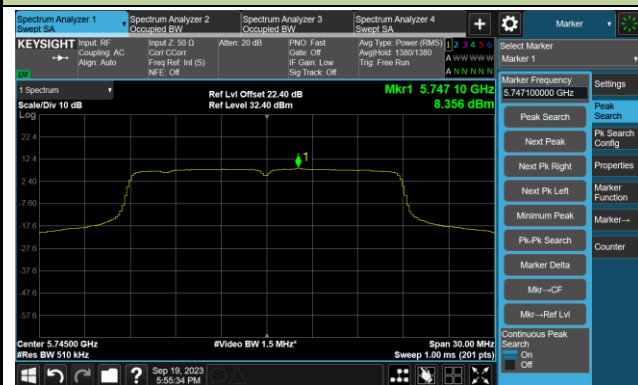 Spectrum Analyzer 1
Swept SA
Spectrum Analyzer 2
Occupied BW
Spectrum Analyzer 3
Occupied BW
Spectrum Analyzer 4
Swept SA
+
Marker
KEYSIGHT
Input: RF
Coupling: AC
Align: Auto
Input Z: 50 Ω
Corr CCorr
Freq Ref: Int (S)
NFE: Off
Atten: 20 dB
PNO: Fast
Gate: Off
IF Gain: Low
Sig Track: Off
Avg Type: Power (RMS)
Avg|Hold: 1380/1380
Trig: Free Run
1 2 3 4 5 6
A W W W W W
A N N N N N
Select Marker
Marker 1
1 Spectrum
Scale/Div 10 dB
Log
Ref Lvl Offset 22.40 dB
Ref Level 32.40 dBm
Mkr1 5.747 10 GHz
8.356 dBm
22.4
12.4
2.40
-7.60
-17.6
-27.6
-37.6
-47.6
-57.6
1
Center 5.74500 GHz
#Res BW 510 kHz
#Video BW 1.5 MHz*
Span 30.00 MHz
Sweep 1.00 ms (201 pts)
Marker Frequency
5.747100000 GHz
Peak Search
Next Peak
Next Pk Right
Next Pk Left
Minimum Peak
Pk-Pk Search
Marker Delta
Mkr→CF
Mkr→Ref Lvl
Continuous Peak
Search
On
Off
Settings
Peak
Search
Pk Search
Config
Properties
Marker
Function
Marker→
Counter
?
Sep 19, 2023
5:55:34 PM